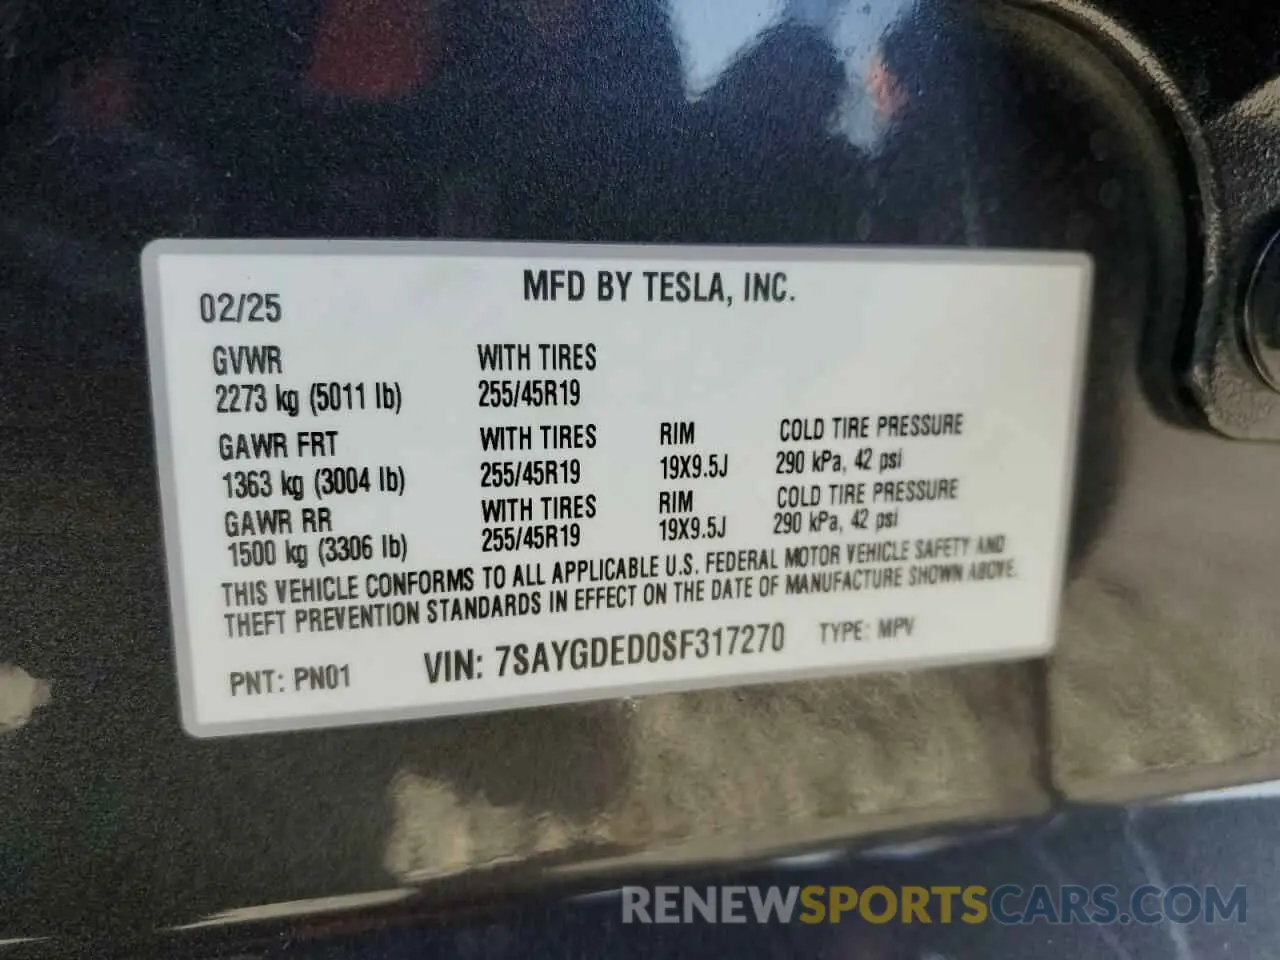 MFD BY TESLA, INC.
02/25
GVWR WITH TIRES
2273 kg (5011 lb) 255/45R19
GAWR FRT WITH TIRES RIM COLD TIRE PRESSURE
1363 kg (3004 lb) 255/45R19 19X9.5J 290 kPa, 42 psi
GAWR RR WITH TIRES RIM COLD TIRE PRESSURE
1500 kg (3306 lb) 255/45R19 19X9.5J 290 kPa, 42 psi
THIS VEHICLE CONFORMS TO ALL APPLICABLE U.S. FEDERAL MOTOR VEHICLE SAFETY AND
THEFT PREVENTION STANDARDS IN EFFECT ON THE DATE OF MANUFACTURE SHOWN ABOVE.
PNT: PN01 VIN: 7SAYGDED0SF317270 TYPE: MPV
RENEWSPORTSCARS.COM